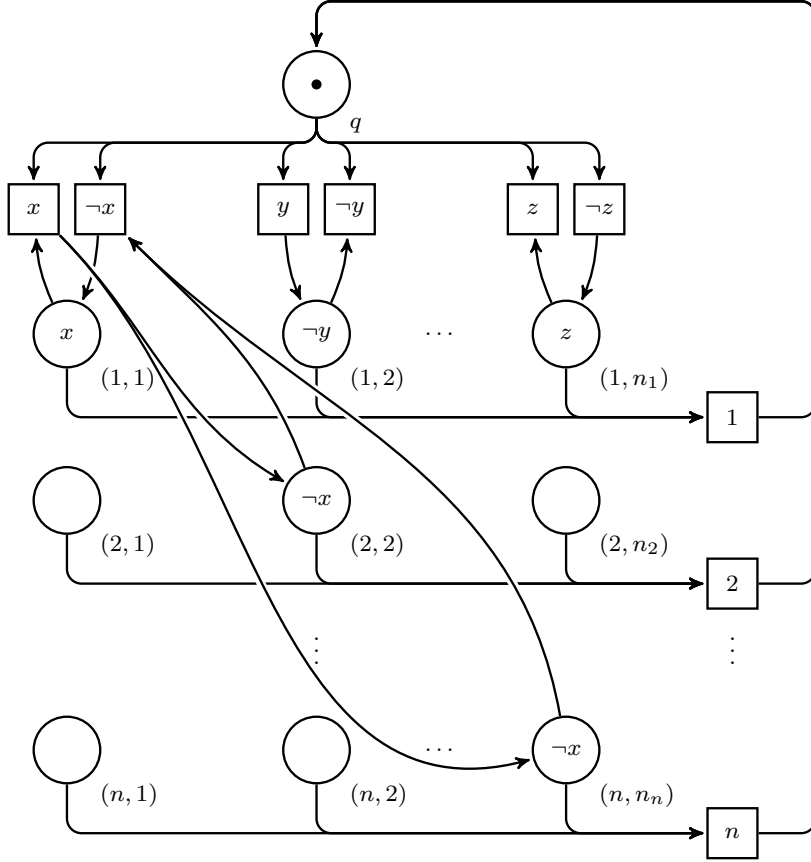 q
x ¬x y ¬y z ¬z
x ¬y … z
(1, 1) (1, 2) (1, n₁)
1
¬x
(2, 1) (2, 2) (2, n₂)
2
⋮ ⋮
… ¬x
(n, 1) (n, 2) (n, nₙ)
n